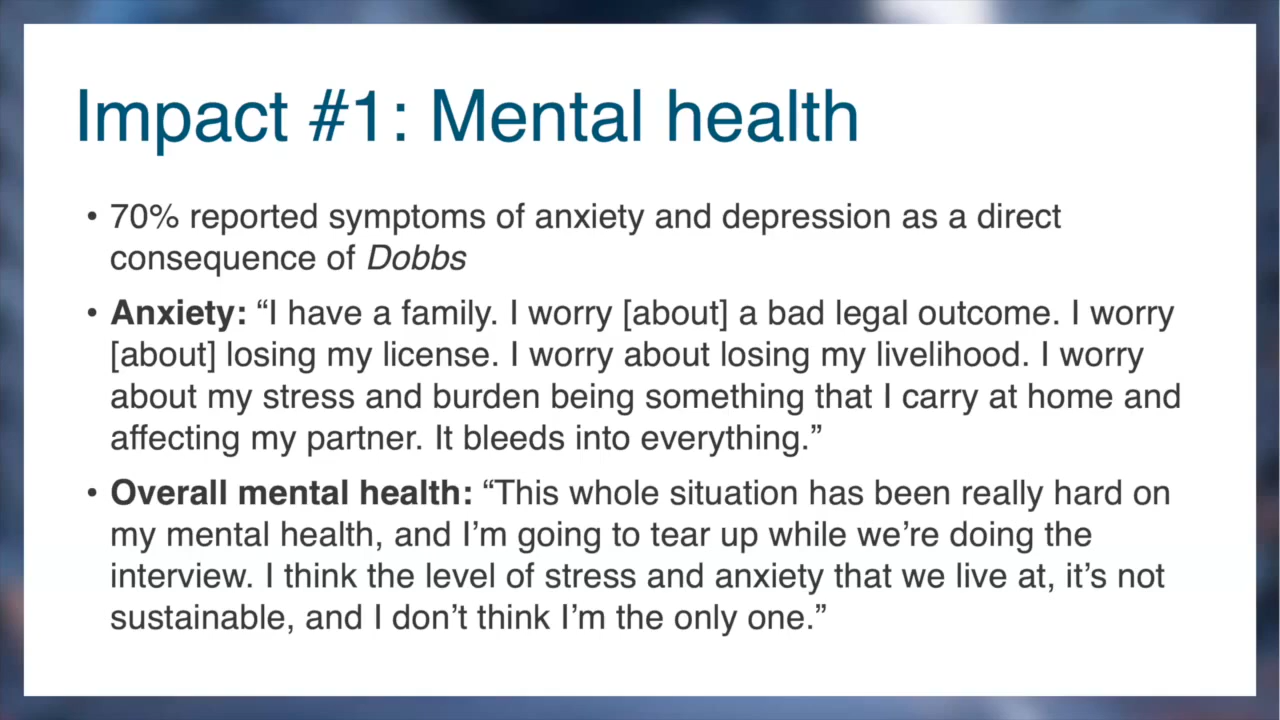 Impact #1: Mental health
• 70% reported symptoms of anxiety and depression as a direct
consequence of Dobbs
• Anxiety: “I have a family. I worry [about] a bad legal outcome. I worry
[about] losing my license. I worry about losing my livelihood. I worry
about my stress and burden being something that I carry at home and
affecting my partner. It bleeds into everything.”
• Overall mental health: “This whole situation has been really hard on
my mental health, and I’m going to tear up while we’re doing the
interview. I think the level of stress and anxiety that we live at, it’s not
sustainable, and I don’t think I’m the only one.”